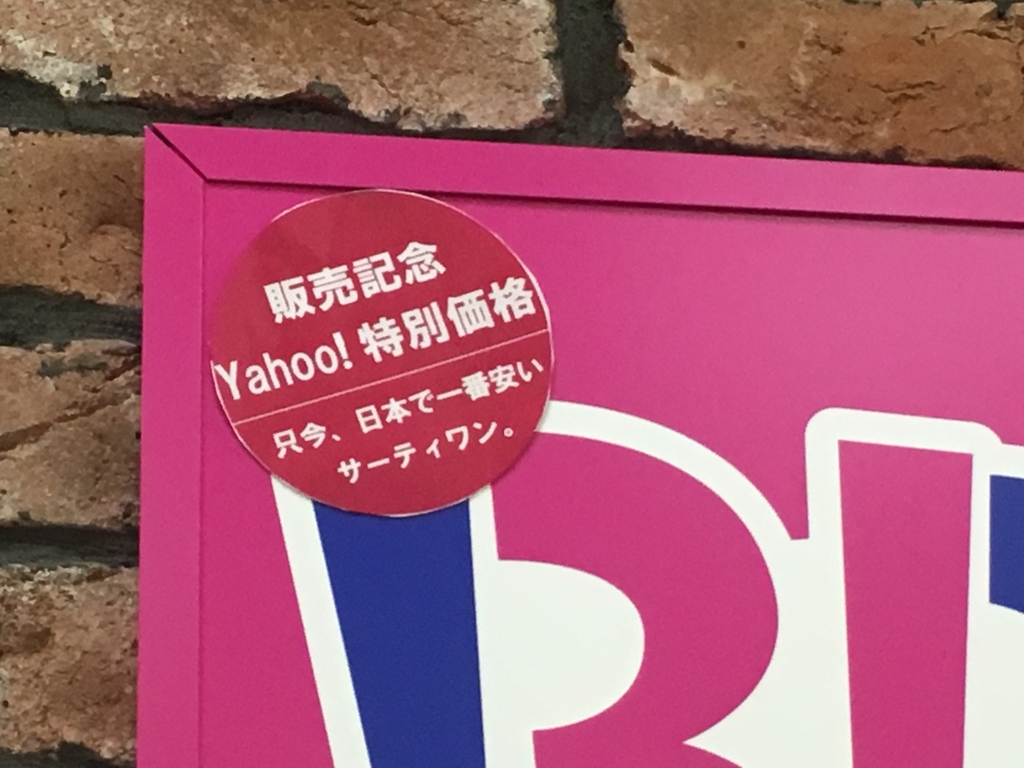 販売記念
Yahoo! 特別価格
只今、日本で一番安い
サーティワン。